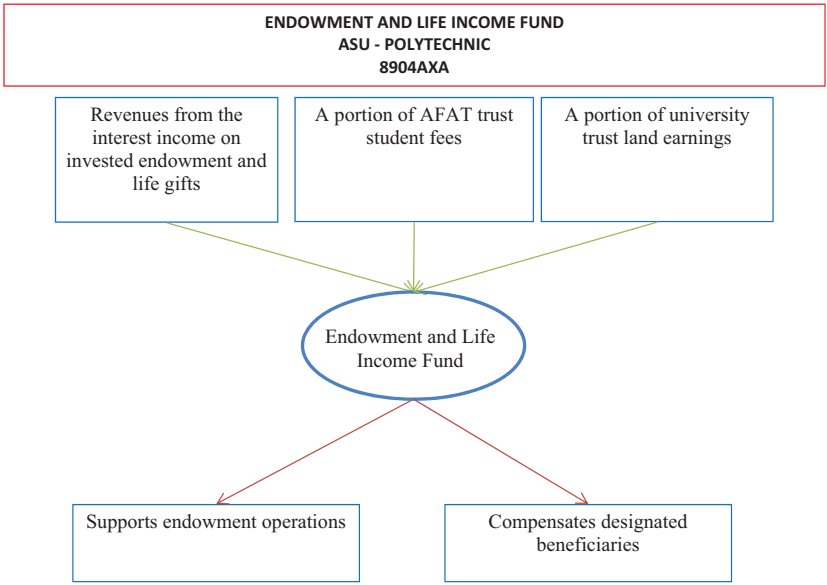 ENDOWMENT AND LIFE INCOME FUND
ASU - POLYTECHNIC
8904AXA
Revenues from the
interest income on
invested endowment and
life gifts
A portion of AFAT trust
student fees
A portion of university
trust land earnings
Endowment and Life
Income Fund
Supports endowment operations
Compensates designated
beneficiaries